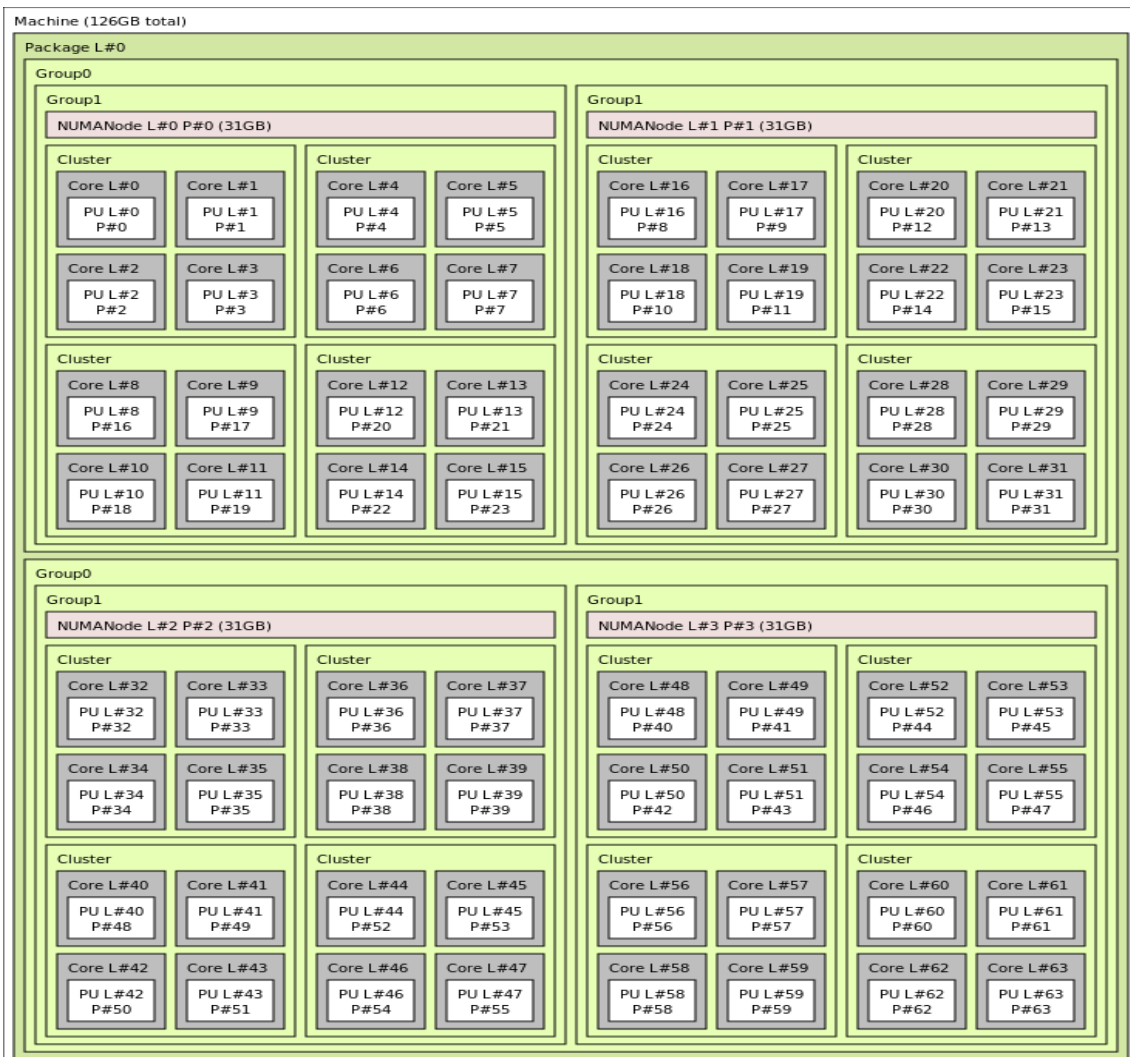 Machine (126GB total)
Package L#0
Group0
Group1
NUMANode L#0 P#0 (31GB)
Cluster
Core L#0
PU L#0
P#0
Core L#1
PU L#1
P#1
Core L#2
PU L#2
P#2
Core L#3
PU L#3
P#3
Cluster
Core L#4
PU L#4
P#4
Core L#5
PU L#5
P#5
Core L#6
PU L#6
P#6
Core L#7
PU L#7
P#7
Cluster
Core L#8
PU L#8
P#16
Core L#9
PU L#9
P#17
Core L#10
PU L#10
P#18
Core L#11
PU L#11
P#19
Cluster
Core L#12
PU L#12
P#20
Core L#13
PU L#13
P#21
Core L#14
PU L#14
P#22
Core L#15
PU L#15
P#23
Group1
NUMANode L#1 P#1 (31GB)
Cluster
Core L#16
PU L#16
P#8
Core L#17
PU L#17
P#9
Core L#18
PU L#18
P#10
Core L#19
PU L#19
P#11
Cluster
Core L#20
PU L#20
P#12
Core L#21
PU L#21
P#13
Core L#22
PU L#22
P#14
Core L#23
PU L#23
P#15
Cluster
Core L#24
PU L#24
P#24
Core L#25
PU L#25
P#25
Core L#26
PU L#26
P#26
Core L#27
PU L#27
P#27
Cluster
Core L#28
PU L#28
P#28
Core L#29
PU L#29
P#29
Core L#30
PU L#30
P#30
Core L#31
PU L#31
P#31
Group0
Group1
NUMANode L#2 P#2 (31GB)
Cluster
Core L#32
PU L#32
P#32
Core L#33
PU L#33
P#33
Core L#34
PU L#34
P#34
Core L#35
PU L#35
P#35
Cluster
Core L#36
PU L#36
P#36
Core L#37
PU L#37
P#37
Core L#38
PU L#38
P#38
Core L#39
PU L#39
P#39
Cluster
Core L#40
PU L#40
P#48
Core L#41
PU L#41
P#49
Core L#42
PU L#42
P#50
Core L#43
PU L#43
P#51
Cluster
Core L#44
PU L#44
P#52
Core L#45
PU L#45
P#53
Core L#46
PU L#46
P#54
Core L#47
PU L#47
P#55
Group1
NUMANode L#3 P#3 (31GB)
Cluster
Core L#48
PU L#48
P#40
Core L#49
PU L#49
P#41
Core L#50
PU L#50
P#42
Core L#51
PU L#51
P#43
Cluster
Core L#52
PU L#52
P#44
Core L#53
PU L#53
P#45
Core L#54
PU L#54
P#46
Core L#55
PU L#55
P#47
Cluster
Core L#56
PU L#56
P#56
Core L#57
PU L#57
P#57
Core L#58
PU L#58
P#58
Core L#59
PU L#59
P#59
Cluster
Core L#60
PU L#60
P#60
Core L#61
PU L#61
P#61
Core L#62
PU L#62
P#62
Core L#63
PU L#63
P#63